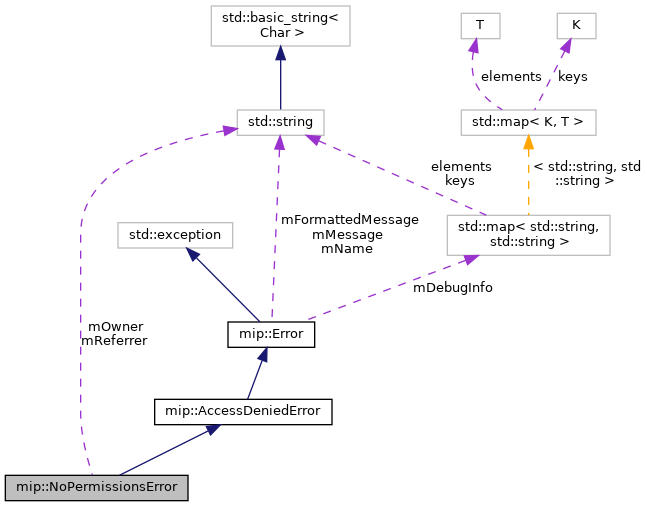 std::basic_string<
Char >
T
K
elements
keys
std::string
std::map< K, T >
elements
keys
< std::string, std
::string >
mFormattedMessage
mMessage
mName
std::exception
std::map< std::string,
std::string >
mDebugInfo
mOwner
mReferrer
mip::Error
mip::AccessDeniedError
mip::NoPermissionsError